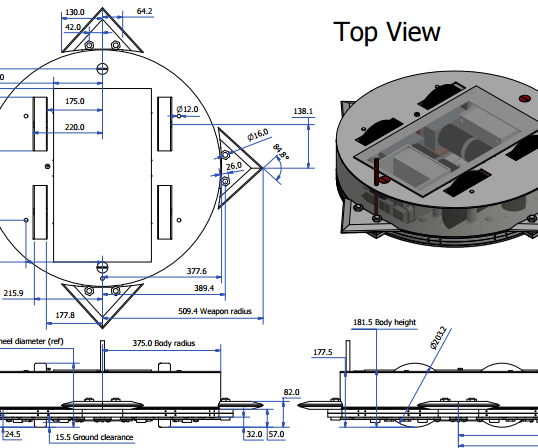 130.0
64.2
Top View
42.0
.0
175.0
Ø12.0
138.1
220.0
Ø16.0
84.8°
26.0
377.6
389.4
215.9
509.4 Weapon radius
177.8
181.5 Body height
heel diameter (ref)
375.0 Body radius
Ø203.2
177.5
82.0
24.5
15.5 Ground clearance
32.0
57.0